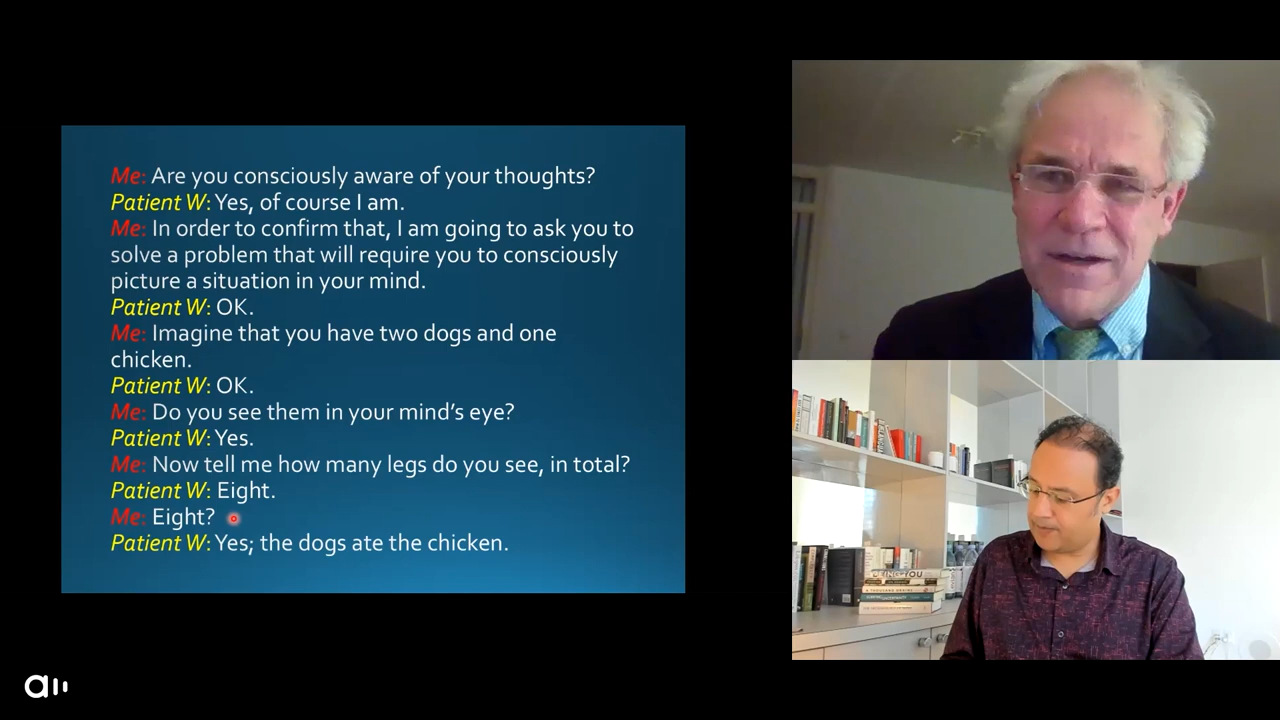 Me: Are you consciously aware of your thoughts?
Patient W: Yes, of course I am.
Me: In order to confirm that, I am going to ask you to
solve a problem that will require you to consciously
picture a situation in your mind.
Patient W: OK.
Me: Imagine that you have two dogs and one
chicken.
Patient W: OK.
Me: Do you see them in your mind’s eye?
Patient W: Yes.
Me: Now tell me how many legs do you see, in total?
Patient W: Eight.
Me: Eight?
Patient W: Yes; the dogs ate the chicken.